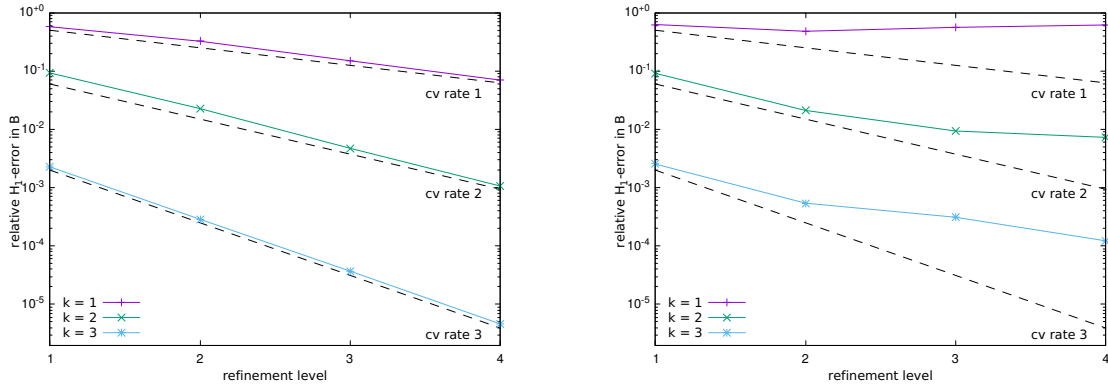 10^0
10^-1
10^-2
10^-3
10^-4
10^-5
relative H_1-error in B
cv rate 1
cv rate 2
cv rate 3
k = 1
k = 2
k = 3
1 2 3 4
refinement level
10^0
10^-1
10^-2
10^-3
10^-4
10^-5
relative H_1-error in B
cv rate 1
cv rate 2
cv rate 3
k = 1
k = 2
k = 3
1 2 3 4
refinement level